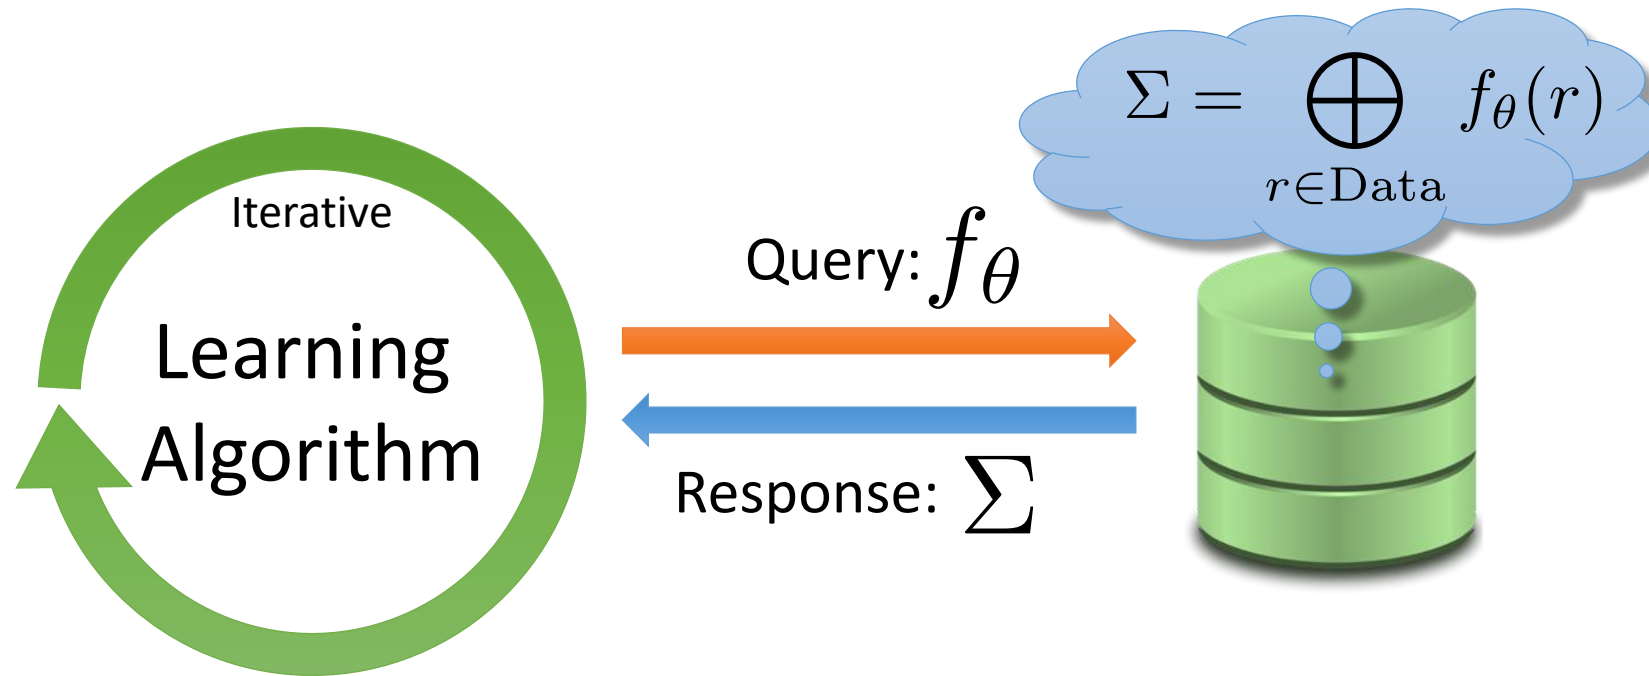 Iterative
Learning
Algorithm
Query: f_θ
Response: Σ
Σ = ⨁ f_θ(r)
r∈Data